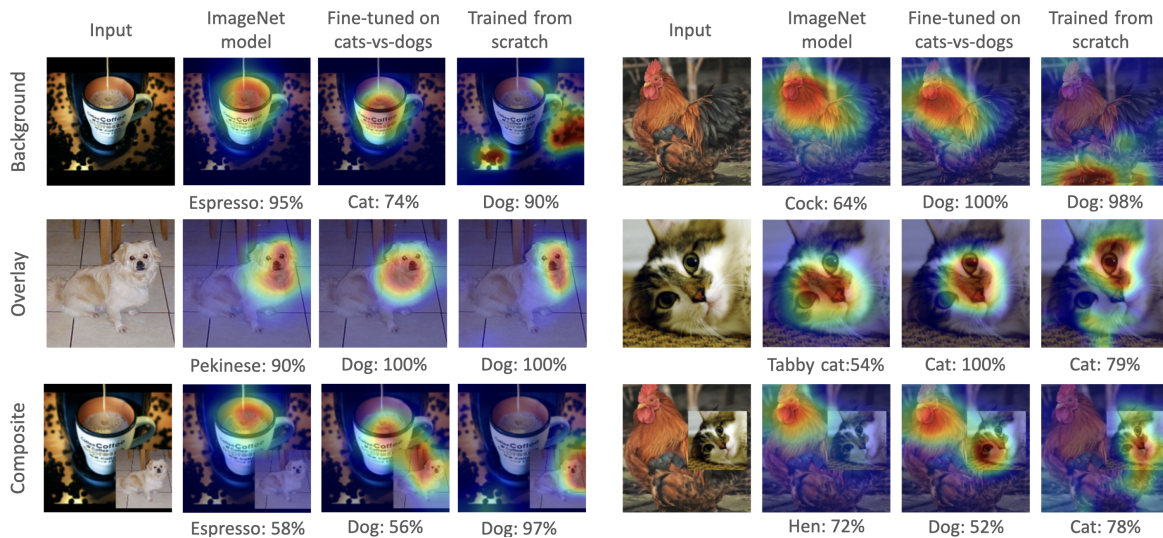 Input
ImageNet model
Fine-tuned on cats-vs-dogs
Trained from scratch
Input
ImageNet model
Fine-tuned on cats-vs-dogs
Trained from scratch
Background
Espresso: 95%
Cat: 74%
Dog: 90%
Cock: 64%
Dog: 100%
Dog: 98%
Overlay
Pekinese: 90%
Dog: 100%
Dog: 100%
Tabby cat:54%
Cat: 100%
Cat: 79%
Composite
Espresso: 58%
Dog: 56%
Dog: 97%
Hen: 72%
Dog: 52%
Cat: 78%